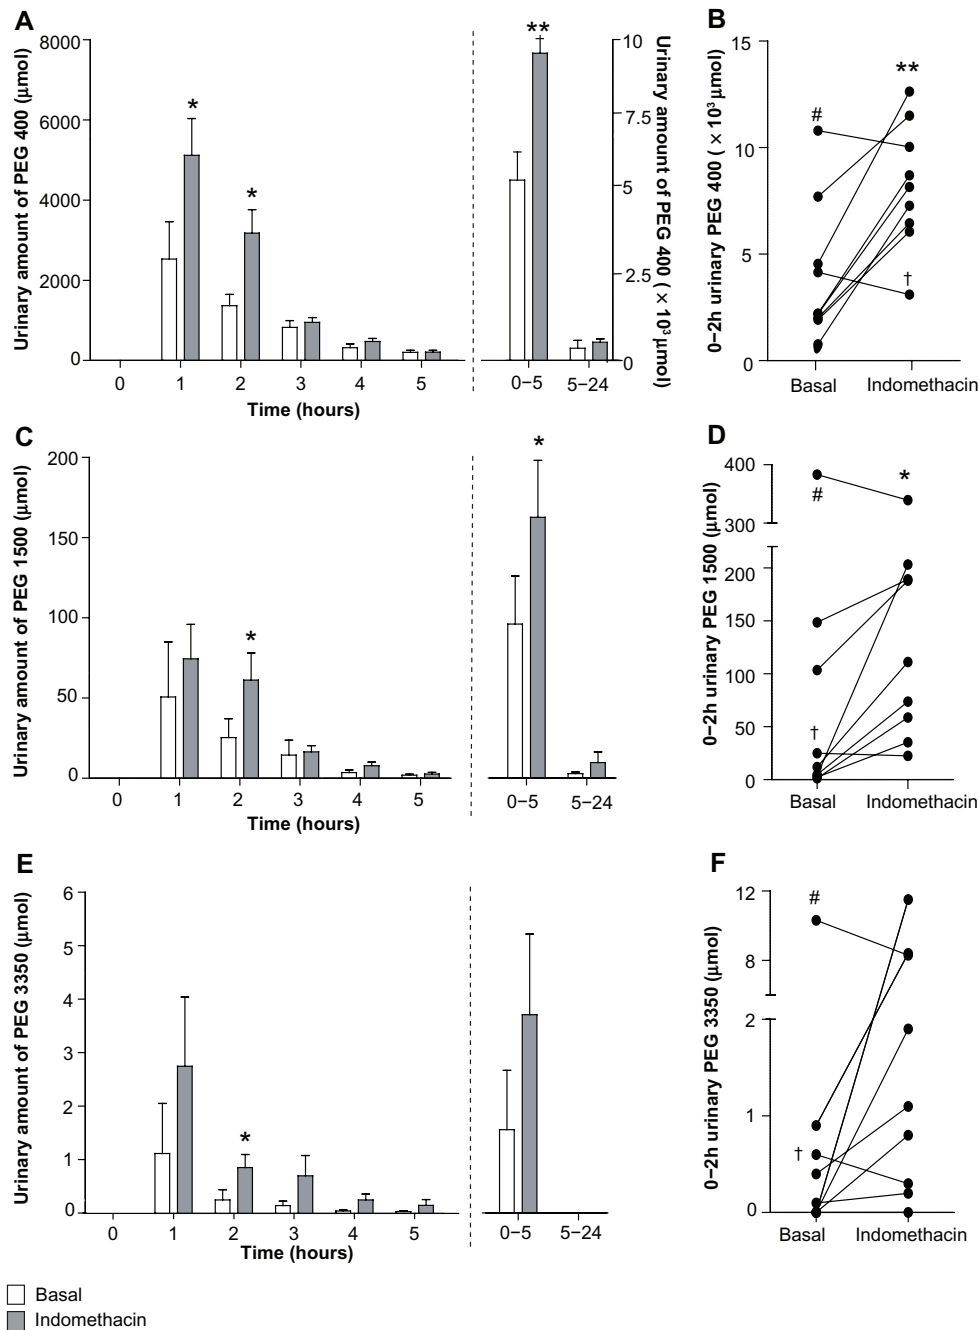 A
Urinary amount of PEG 400 (μmol)
8000
6000
4000
2000
0
*
*
0 1 2 3 4 5
Time (hours)
**
0−5 5−24
10
7.5
5
2.5
0
Urinary amount of PEG 400 (×10³ μmol)
B
0−2h urinary PEG 400 (×10³ μmol)
15
10
5
0
#
**
†
Basal Indomethacin
C
Urinary amount of PEG 1500 (μmol)
200
150
100
50
0
*
0 1 2 3 4 5
Time (hours)
*
0−5 5−24
D
0−2h urinary PEG 1500 (μmol)
400
300
200
150
100
50
0
#
*
†
Basal Indomethacin
E
Urinary amount of PEG 3350 (μmol)
6
5
4
3
2
1
0
*
0 1 2 3 4 5
Time (hours)
0−5 5−24
F
0−2h urinary PEG 3350 (μmol)
12
8
2
1
0
#
†
Basal Indomethacin
Basal
Indomethacin